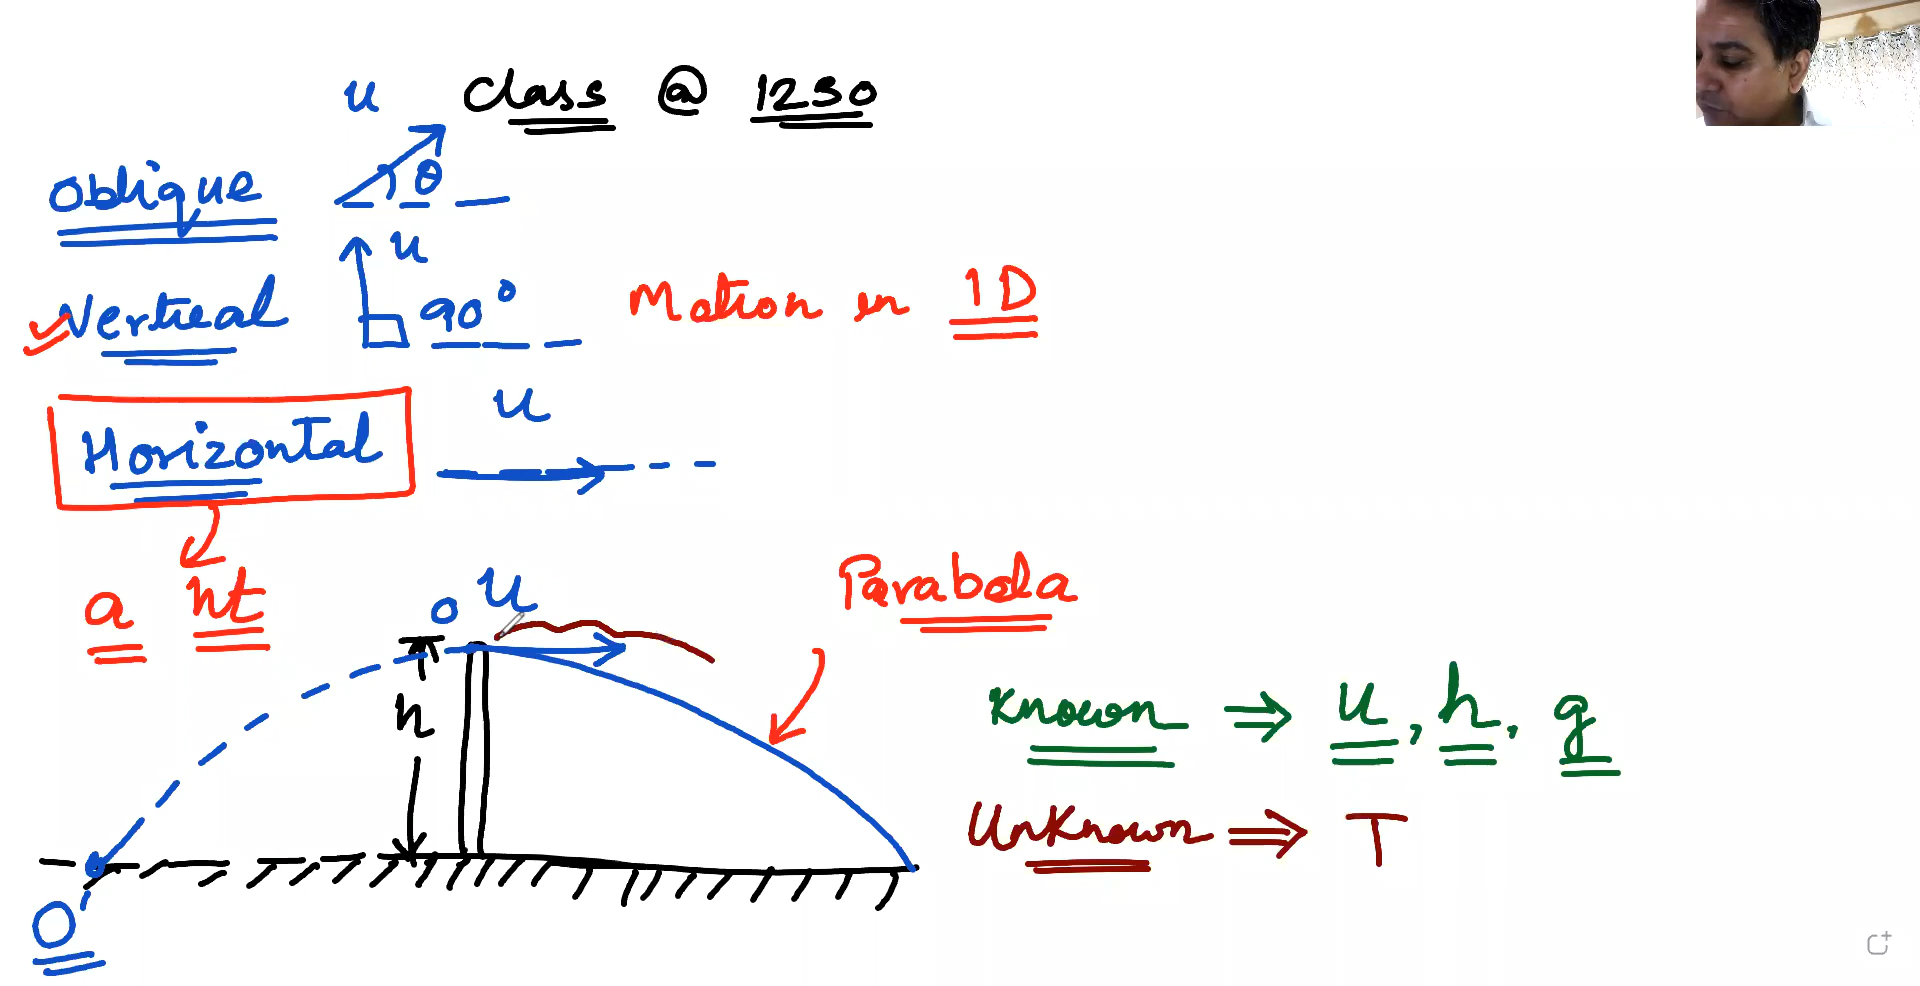 u Class @ 1230
Oblique θ
u
Vertical 90° Motion in 1D
u
Horizontal
a ht
O u Parabola
h
Known ⇒ u, h, g
Unknown ⇒ T
O'